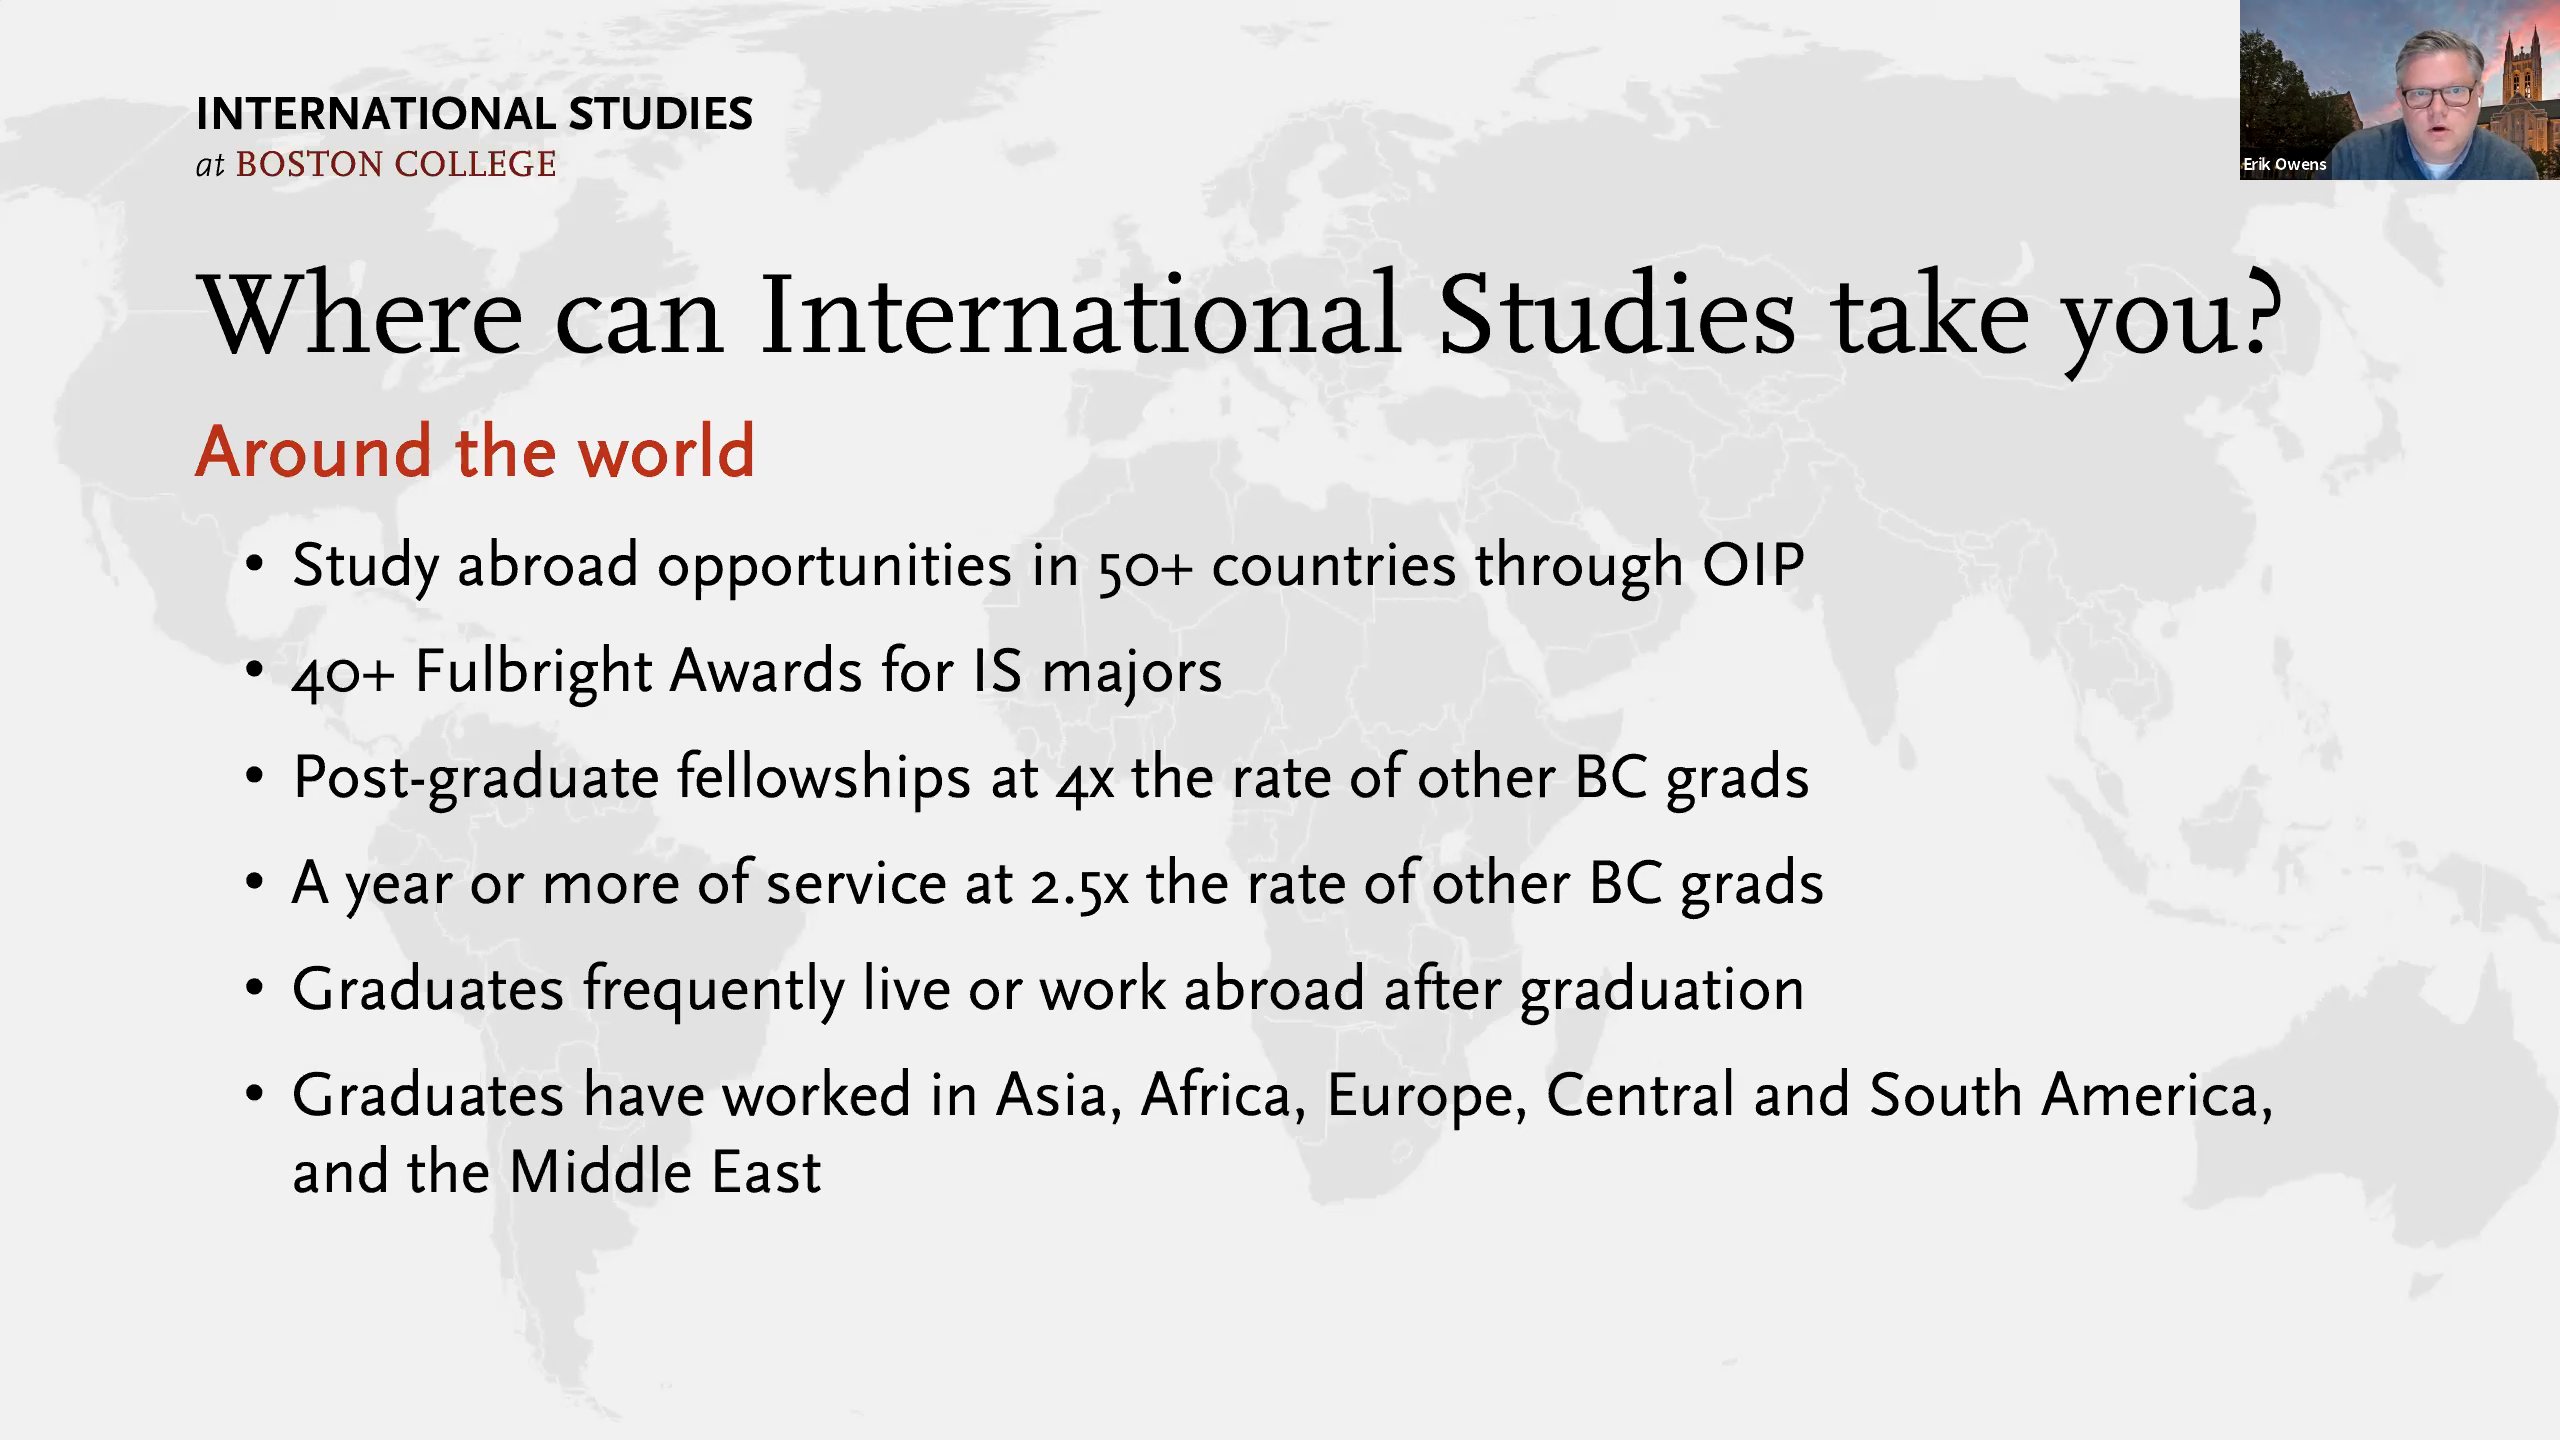 INTERNATIONAL STUDIES
at BOSTON COLLEGE
Erik Owens
Where can International Studies take you?
Around the world
• Study abroad opportunities in 50+ countries through OIP
• 40+ Fulbright Awards for IS majors
• Post-graduate fellowships at 4x the rate of other BC grads
• A year or more of service at 2.5x the rate of other BC grads
• Graduates frequently live or work abroad after graduation
• Graduates have worked in Asia, Africa, Europe, Central and South America,
and the Middle East